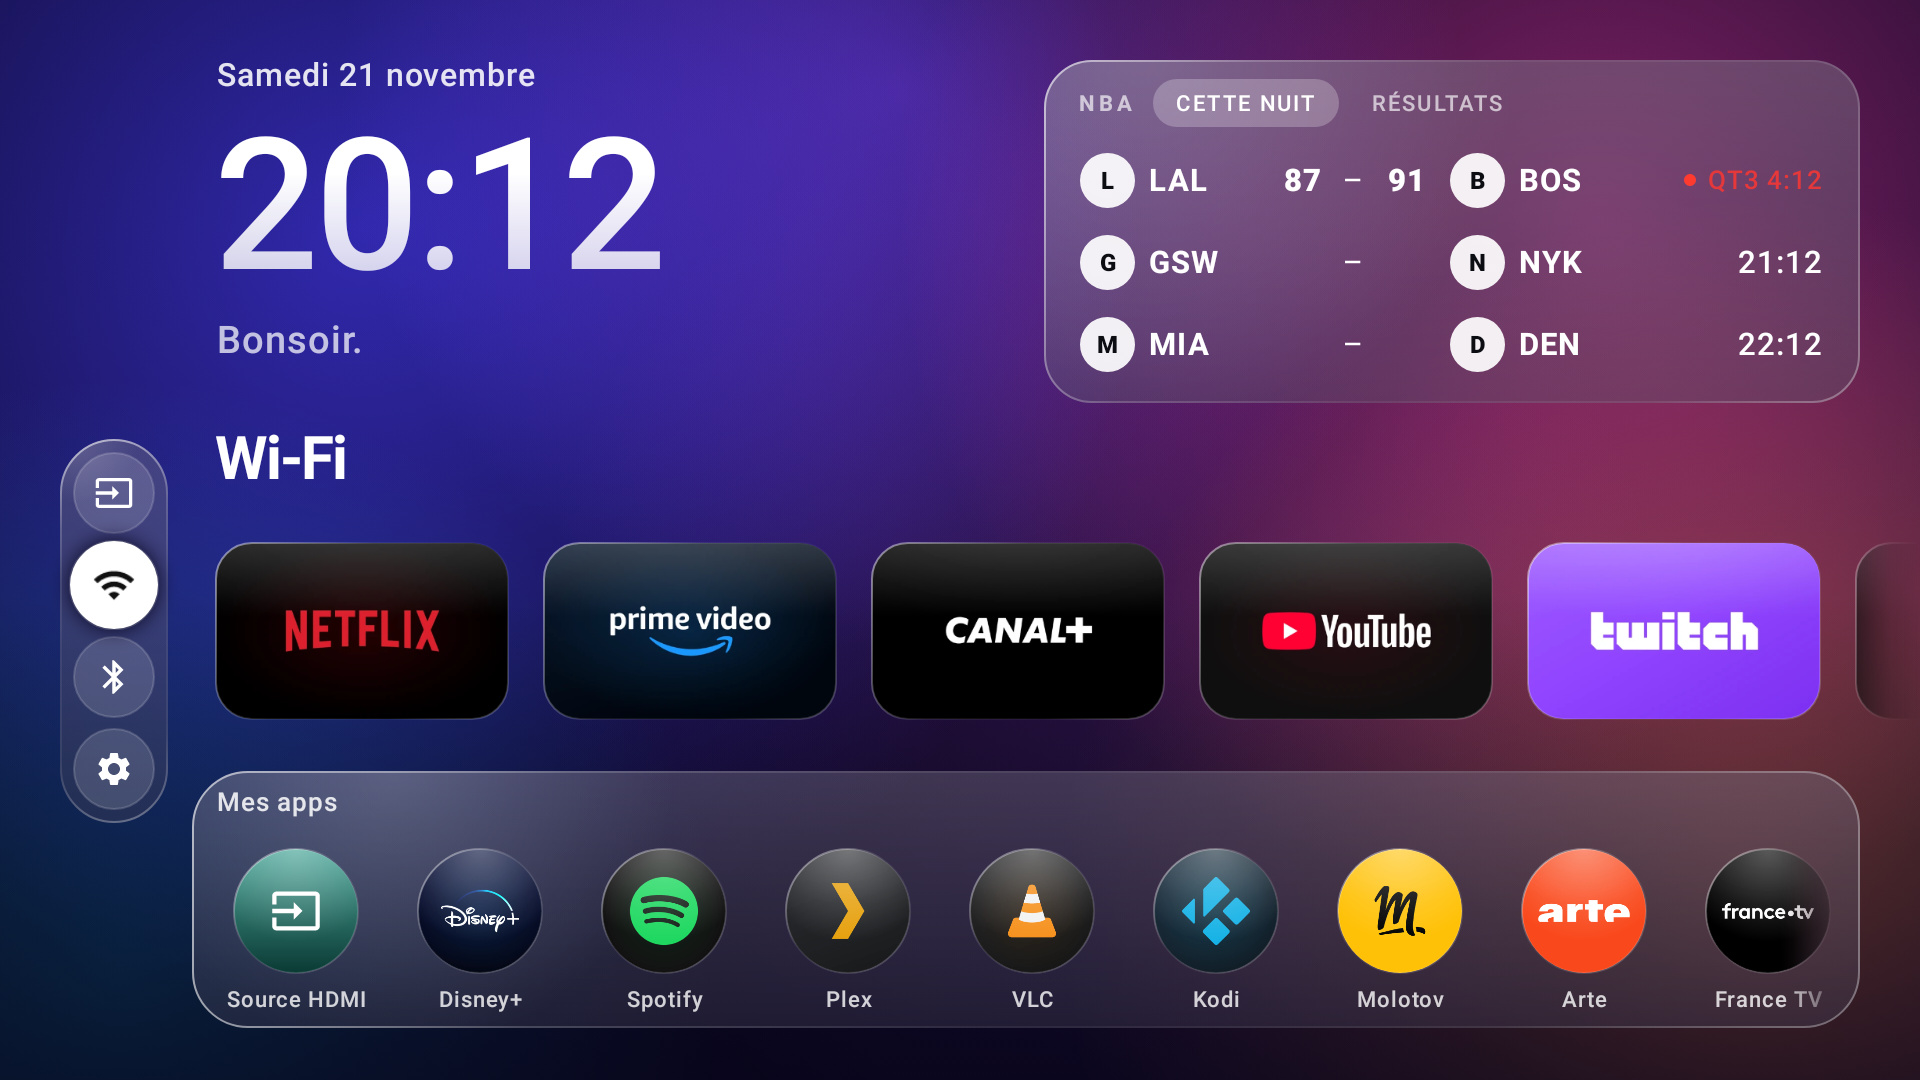 Samedi 21 novembre
20:12
Bonsoir.
NBA CETTE NUIT RÉSULTATS
L LAL 87 – 91 B BOS • QT3 4:12
G GSW – N NYK 21:12
M MIA – D DEN 22:12
Wi-Fi
NETFLIX
prime video
CANAL+
YouTube
twitch
Mes apps
Disney+
M.
arte
france•tv
Source HDMI
Disney+
Spotify
Plex
VLC
Kodi
Molotov
Arte
France TV